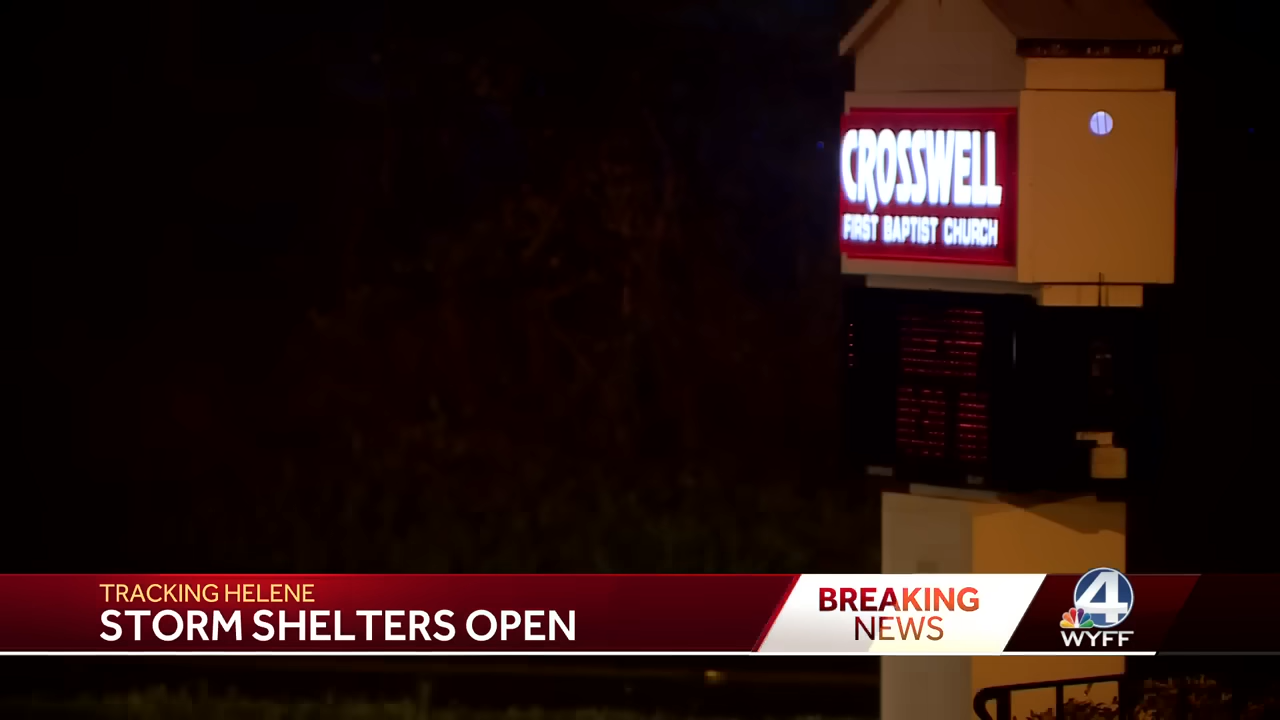 CROSSWELL
FIRST BAPTIST CHURCH
TRACKING HELENE
STORM SHELTERS OPEN
BREAKING
NEWS
4
WYFF